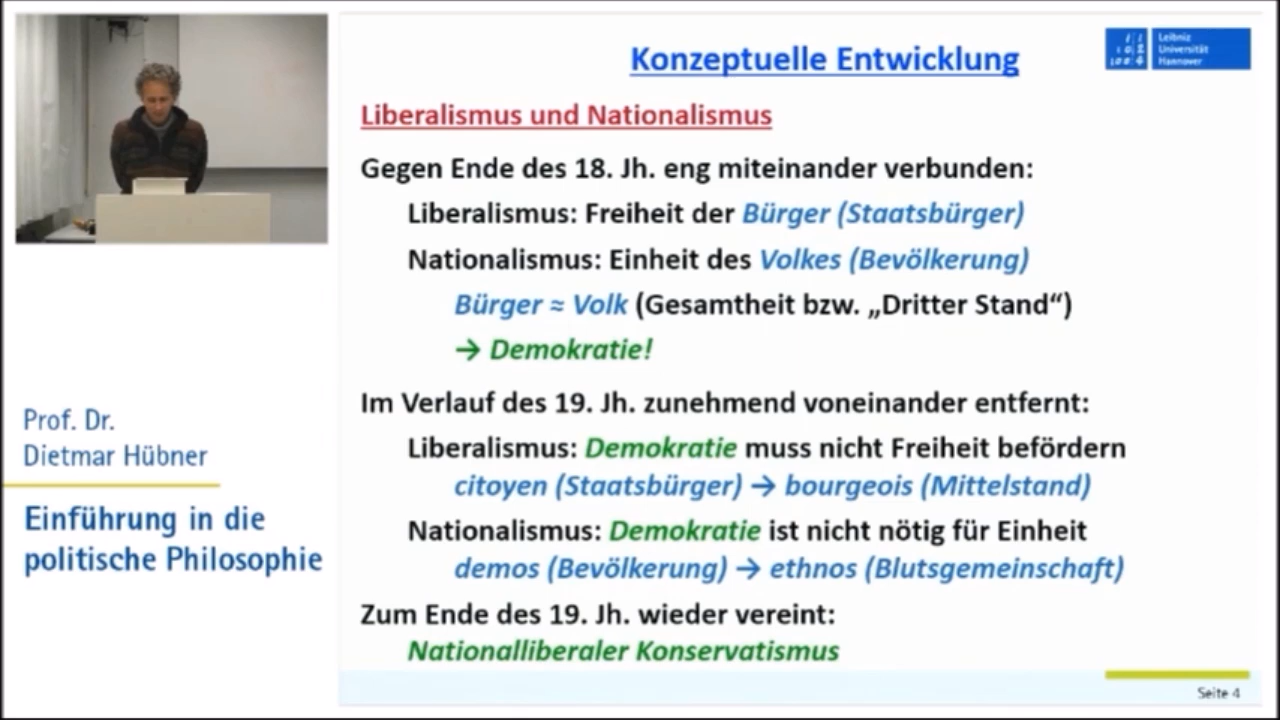 Konzeptuelle Entwicklung
Leibniz
Universität
Hannover
Liberalismus und Nationalismus
Gegen Ende des 18. Jh. eng miteinander verbunden:
Liberalismus: Freiheit der Bürger (Staatsbürger)
Nationalismus: Einheit des Volkes (Bevölkerung)
Bürger ≈ Volk (Gesamtheit bzw. „Dritter Stand“)
→ Demokratie!
Im Verlauf des 19. Jh. zunehmend voneinander entfernt:
Liberalismus: Demokratie muss nicht Freiheit befördern
citoyen (Staatsbürger) → bourgeois (Mittelstand)
Nationalismus: Demokratie ist nicht nötig für Einheit
demos (Bevölkerung) → ethnos (Blutsgemeinschaft)
Zum Ende des 19. Jh. wieder vereint:
Nationalliberaler Konservatismus
Seite 4
Prof. Dr.
Dietmar Hübner
Einführung in die
politische Philosophie